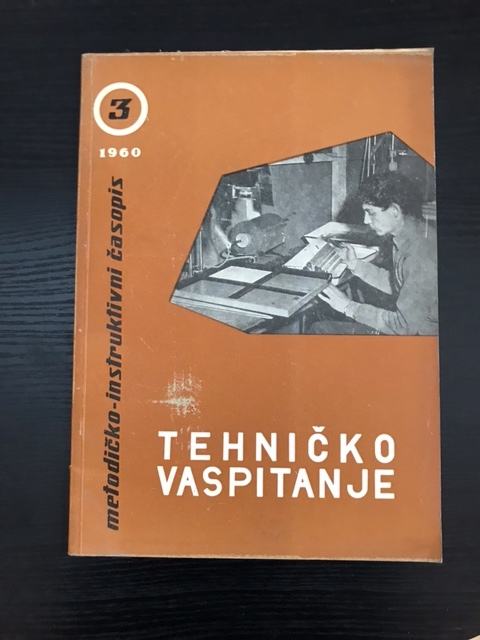 3
1960
metodičko-instruktivni časopis
TEHNIČKO
VASPITANJE